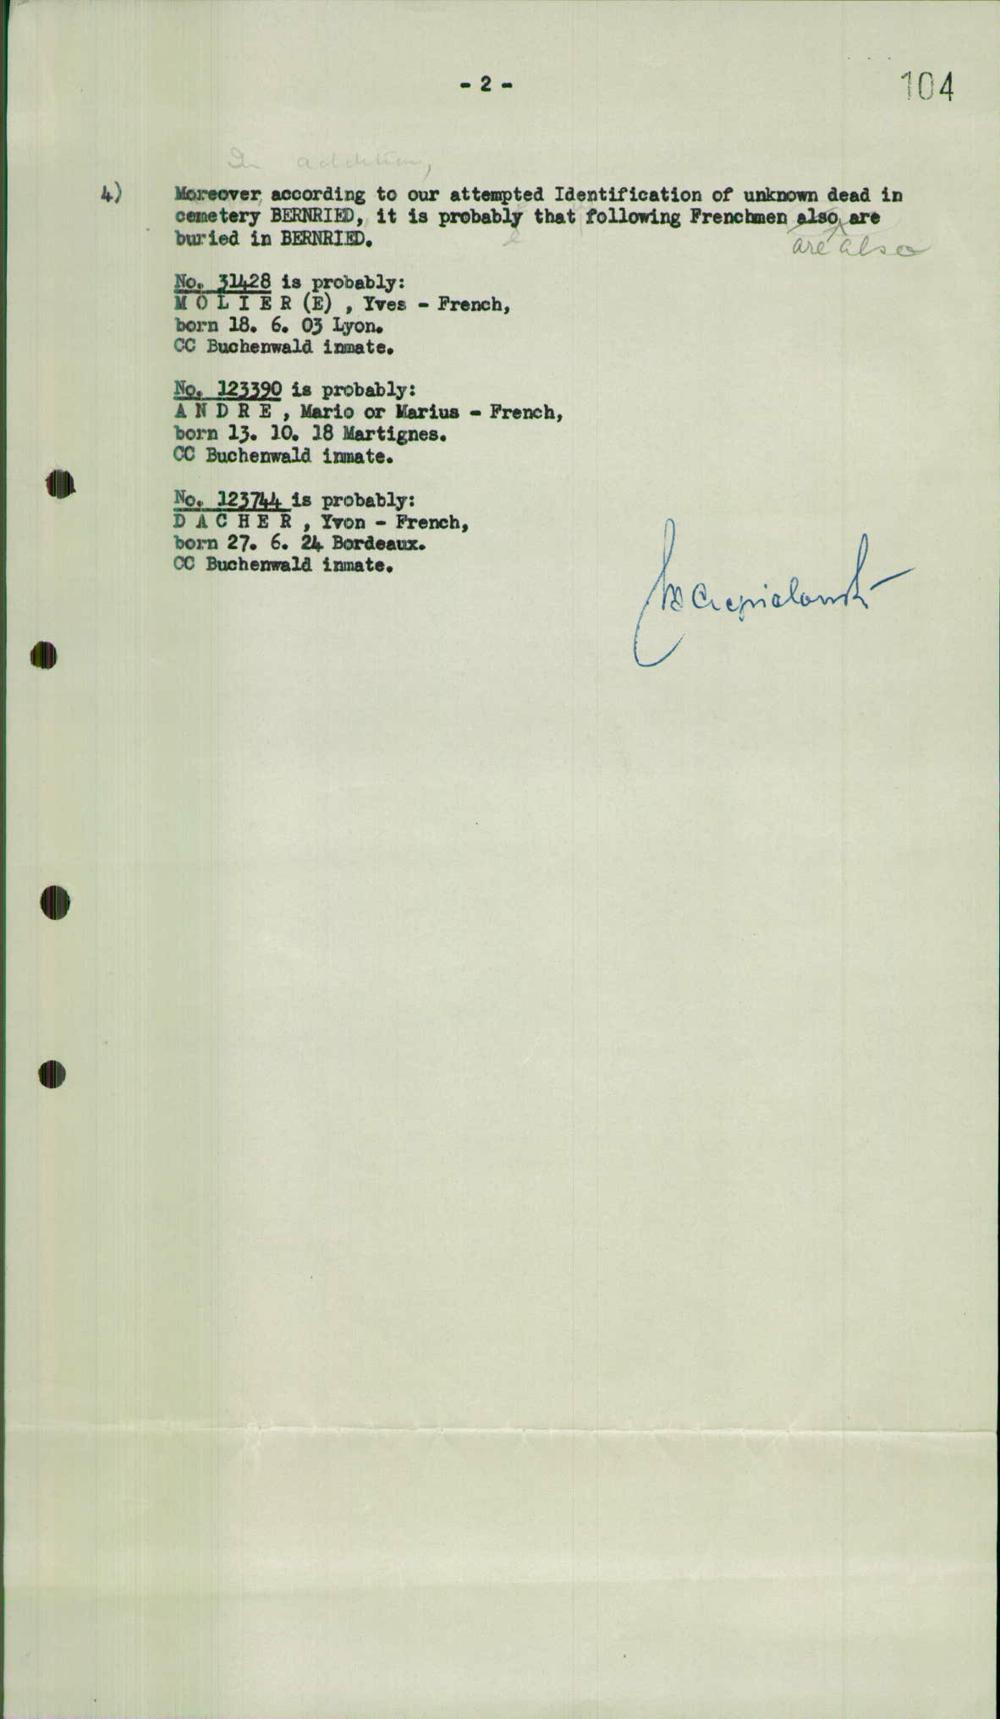 - 2 -
104
In addition,
4) Moreover according to our attempted Identification of unknown dead in
cemetery BERNRIED, it is probably that following Frenchmen also are
are also
buried in BERNRIED.
e
No. 31428 is probably:
M O L I E R (E) , Yves - French,
born 18. 6. 03 Lyon.
CC Buchenwald inmate.
No. 123390 is probably:
A N D R E , Mario or Marius - French,
born 13. 10. 18 Martignes.
CC Buchenwald inmate.
No. 123744 is probably:
D A C H E R , Yvon - French,
born 27. 6. 24 Bordeaux.
CC Buchenwald inmate.